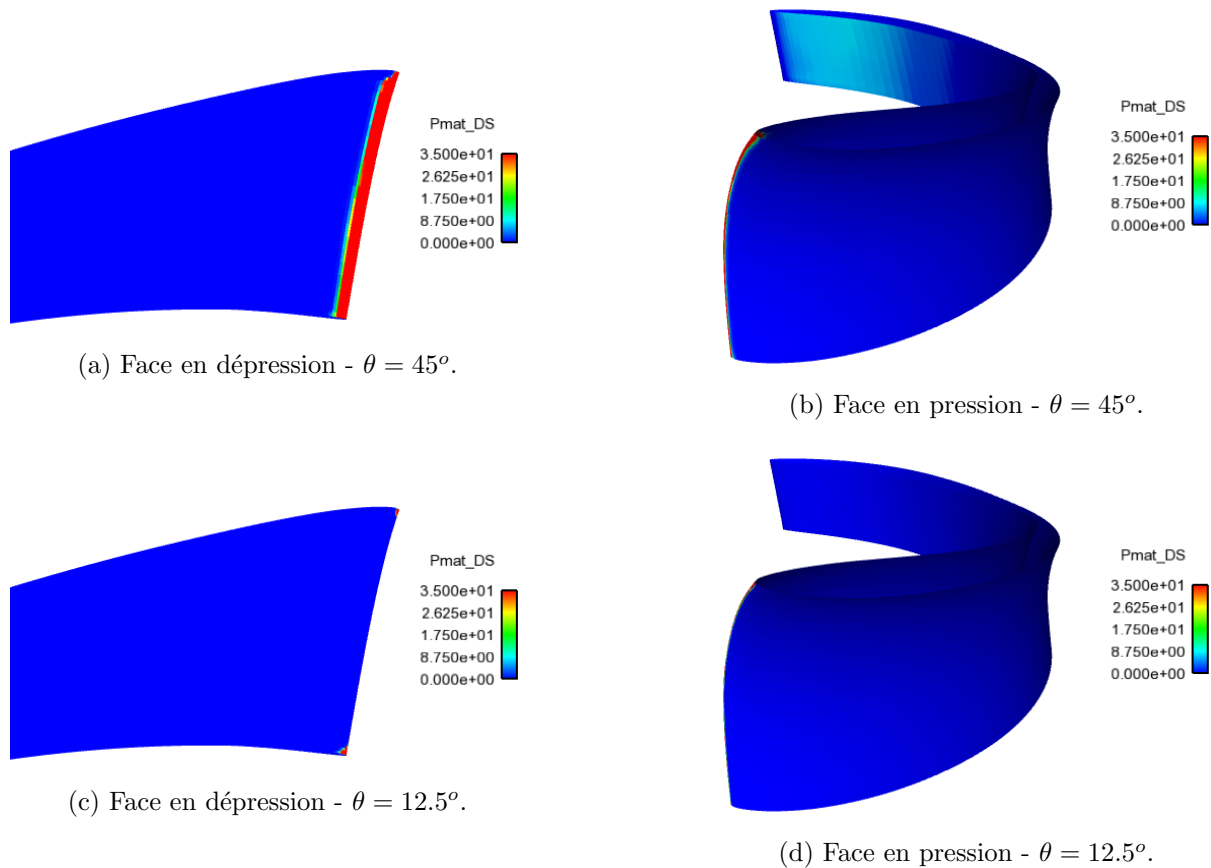 Pmat_DS
3.500e+01
2.625e+01
1.750e+01
8.750e+00
0.000e+00
(a) Face en dépression - θ = 45°.
Pmat_DS
3.500e+01
2.625e+01
1.750e+01
8.750e+00
0.000e+00
(b) Face en pression - θ = 45°.
Pmat_DS
3.500e+01
2.625e+01
1.750e+01
8.750e+00
0.000e+00
(c) Face en dépression - θ = 12.5°.
Pmat_DS
3.500e+01
2.625e+01
1.750e+01
8.750e+00
0.000e+00
(d) Face en pression - θ = 12.5°.